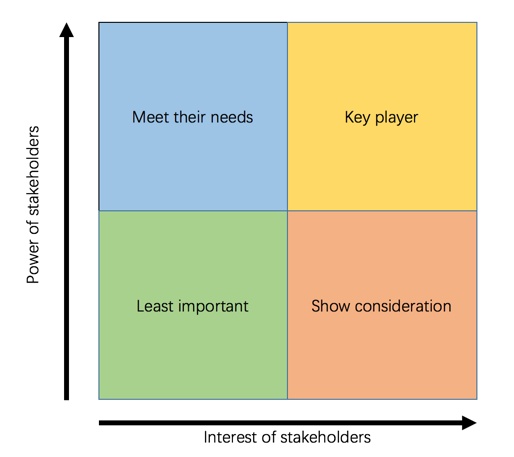 Power of stakeholders
Meet their needs
Key player
Least important
Show consideration
Interest of stakeholders